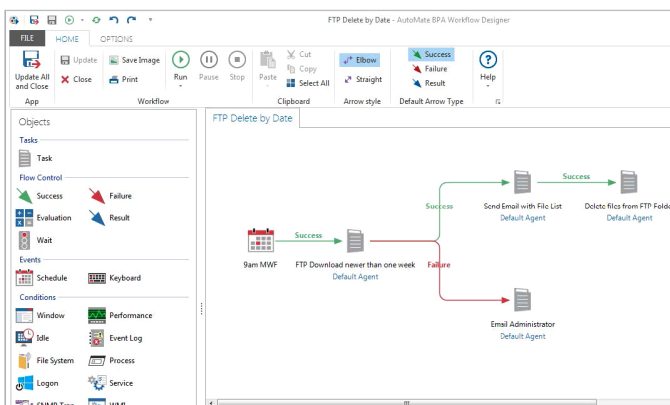 FTP Delete by Date - AutoMate BPA Workflow Designer
FILE HOME OPTIONS
Update All and Close
Update
Close
Save Image
Print
Run
Pause
Stop
Paste
Cut
Copy
Select All
Elbow
Straight
Success
Failure
Result
Help
App Workflow Clipboard Arrow style Default Arrow Type
Objects
Tasks
Task
Flow Control
Success Failure
Evaluation Result
Wait
Events
Schedule Keyboard
Conditions
Window Performance
Idle Event Log
File System Process
Logon Service
SNMP Trap WMI
FTP Delete by Date
Success
Success
Success
Failure
9am MWF
FTP Download newer than one week
Default Agent
Send Email with File List
Default Agent
Delete files from FTP Folde
Default Agent
Email Administrator
Default Agent